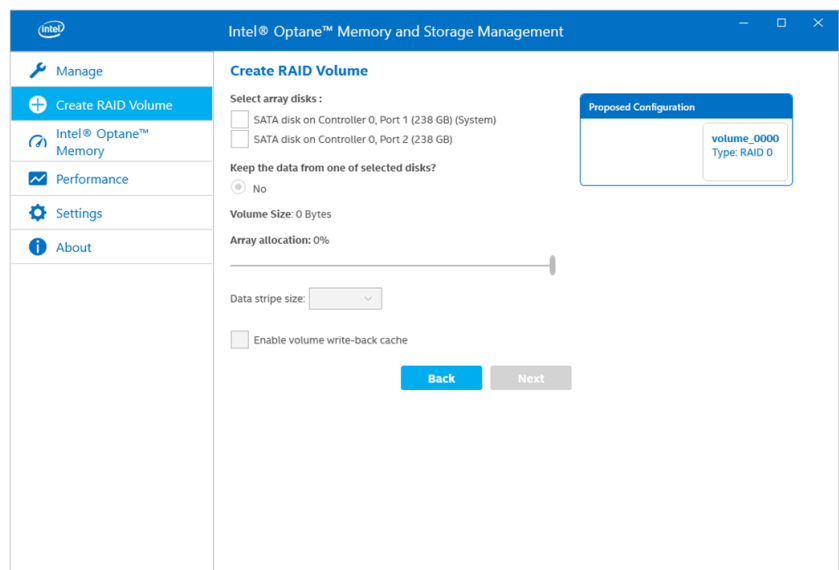 intel
Intel® Optane™ Memory and Storage Management
Manage
Create RAID Volume
Intel® Optane™
Memory
Performance
Settings
About
Create RAID Volume
Select array disks :
SATA disk on Controller 0, Port 1 (238 GB) (System)
SATA disk on Controller 0, Port 2 (238 GB)
Keep the data from one of selected disks?
No
Volume Size: 0 Bytes
Array allocation: 0%
Data stripe size:
Enable volume write-back cache
Back
Next
Proposed Configuration
volume_0000
Type: RAID 0